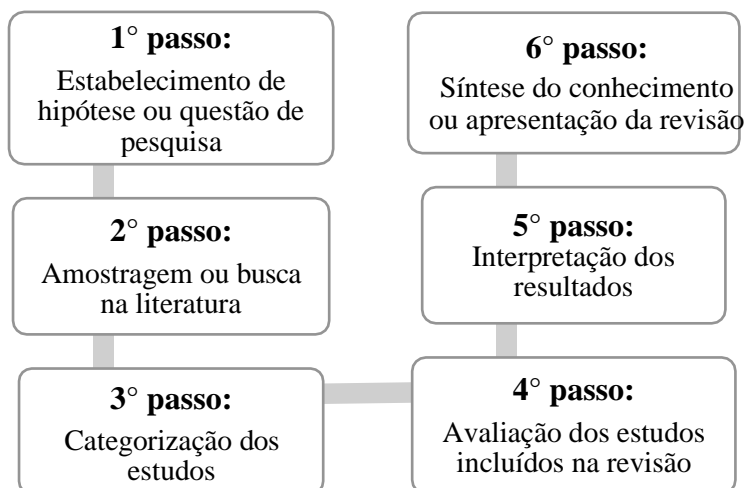 1° passo:
Estabelecimento de
hipótese ou questão de
pesquisa
2° passo:
Amostragem ou busca
na literatura
3° passo:
Categorização dos
estudos
4° passo:
Avaliação dos estudos
incluídos na revisão
5° passo:
Interpretação dos
resultados
6° passo:
Síntese do conhecimento
ou apresentação da revisão